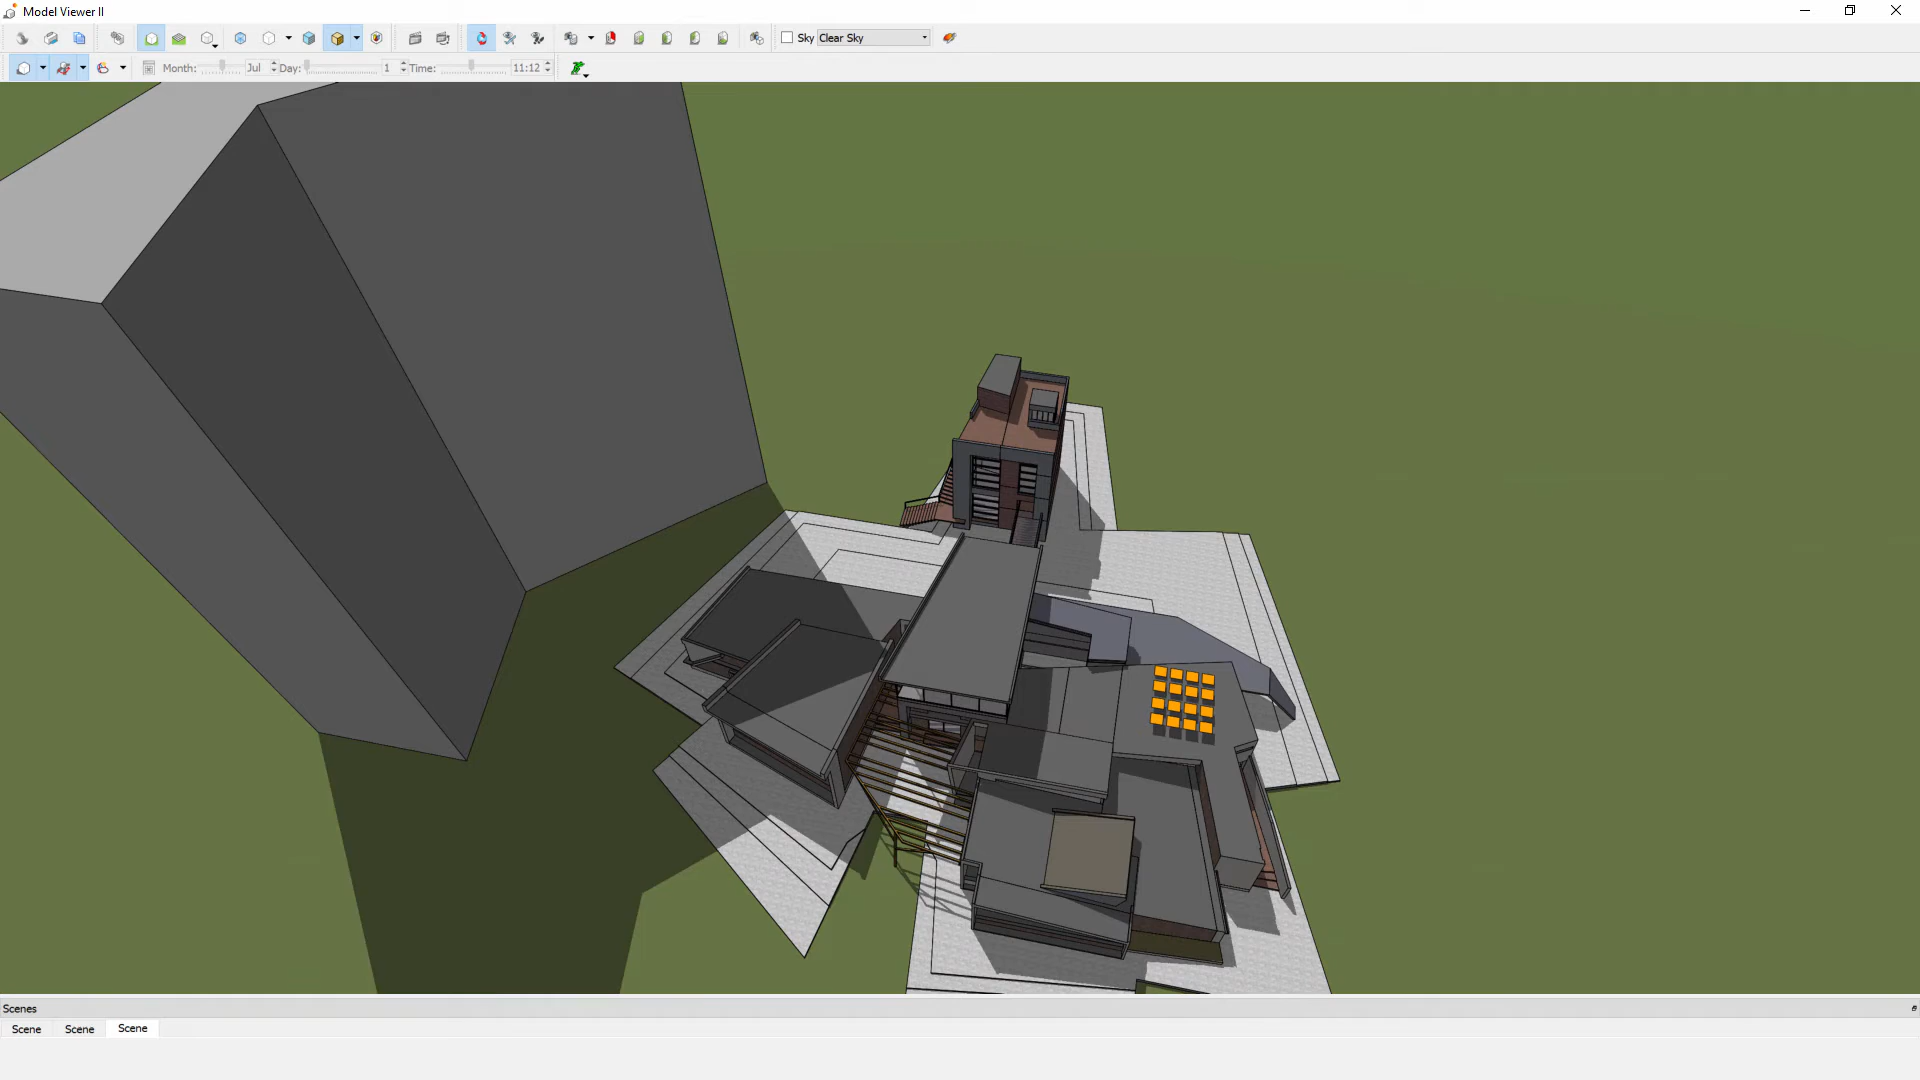 Model Viewer II
Sky Clear Sky
Month: Jul Day: 1 Time: 11:12
Scenes
Scene Scene Scene